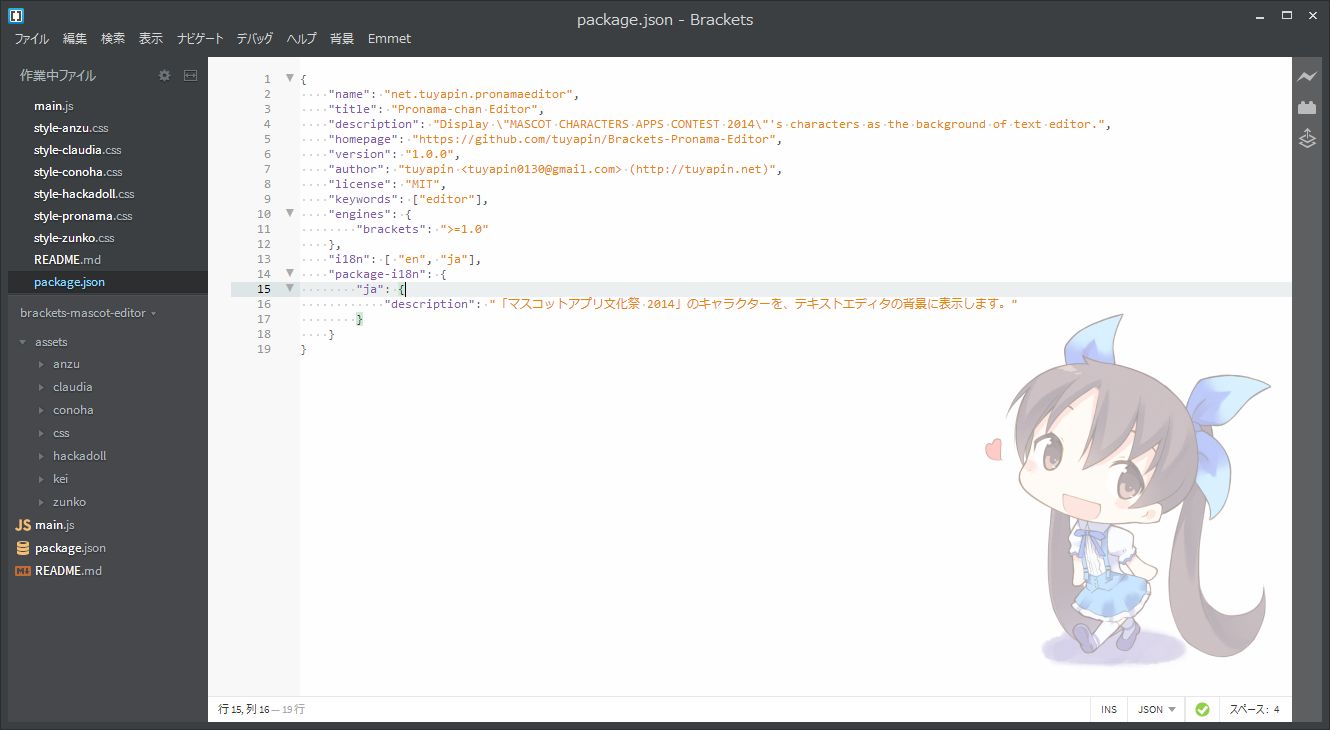 package.json - Brackets
ファイル 編集 検索 表示 ナビゲート デバッグ ヘルプ 背景 Emmet
作業中ファイル
main.js
style-anzu.css
style-claudia.css
style-conoha.css
style-hackadoll.css
style-pronama.css
style-zunko.css
README.md
package.json
brackets-mascot-editor
assets
anzu
claudia
conoha
css
hackadoll
kei
zunko
JS main.js
package.json
README.md
1 {
2 "name": "net.tuyapin.pronamaeditor",
3 "title": "Pronama-chan Editor",
4 "description": "Display \"MASCOT CHARACTERS APPS CONTEST 2014\"'s characters as the background of text editor.",
5 "homepage": "https://github.com/tuyapin/Brackets-Pronama-Editor",
6 "version": "1.0.0",
7 "author": "tuyapin <tuyapin0130@gmail.com> (http://tuyapin.net)",
8 "license": "MIT",
9 "keywords": ["editor"],
10 "engines": {
11 "brackets": ">=1.0"
12 },
13 "i18n": [ "en", "ja"],
14 "package-i18n": {
15 "ja": {
16 "description": "「マスコットアプリ文化祭 2014」のキャラクターを、テキストエディタの背景に表示します。"
17 }
18 }
19 }
行 15, 列 16 — 19 行 INS JSON スペース: 4